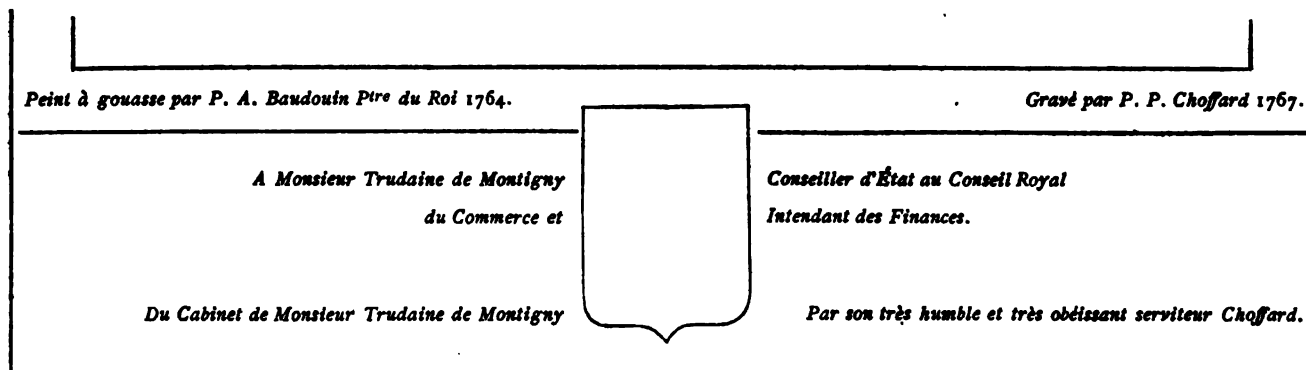 Peint à gouasse par P. A. Baudouin Ptre du Roi 1764. Gravé par P. P. Choffard 1767.
A Monsieur Trudaine de Montigny Conseiller d'État au Conseil Royal
du Commerce et Intendant des Finances.
Du Cabinet de Monsieur Trudaine de Montigny Par son très humble et très obéissant serviteur Choffard.